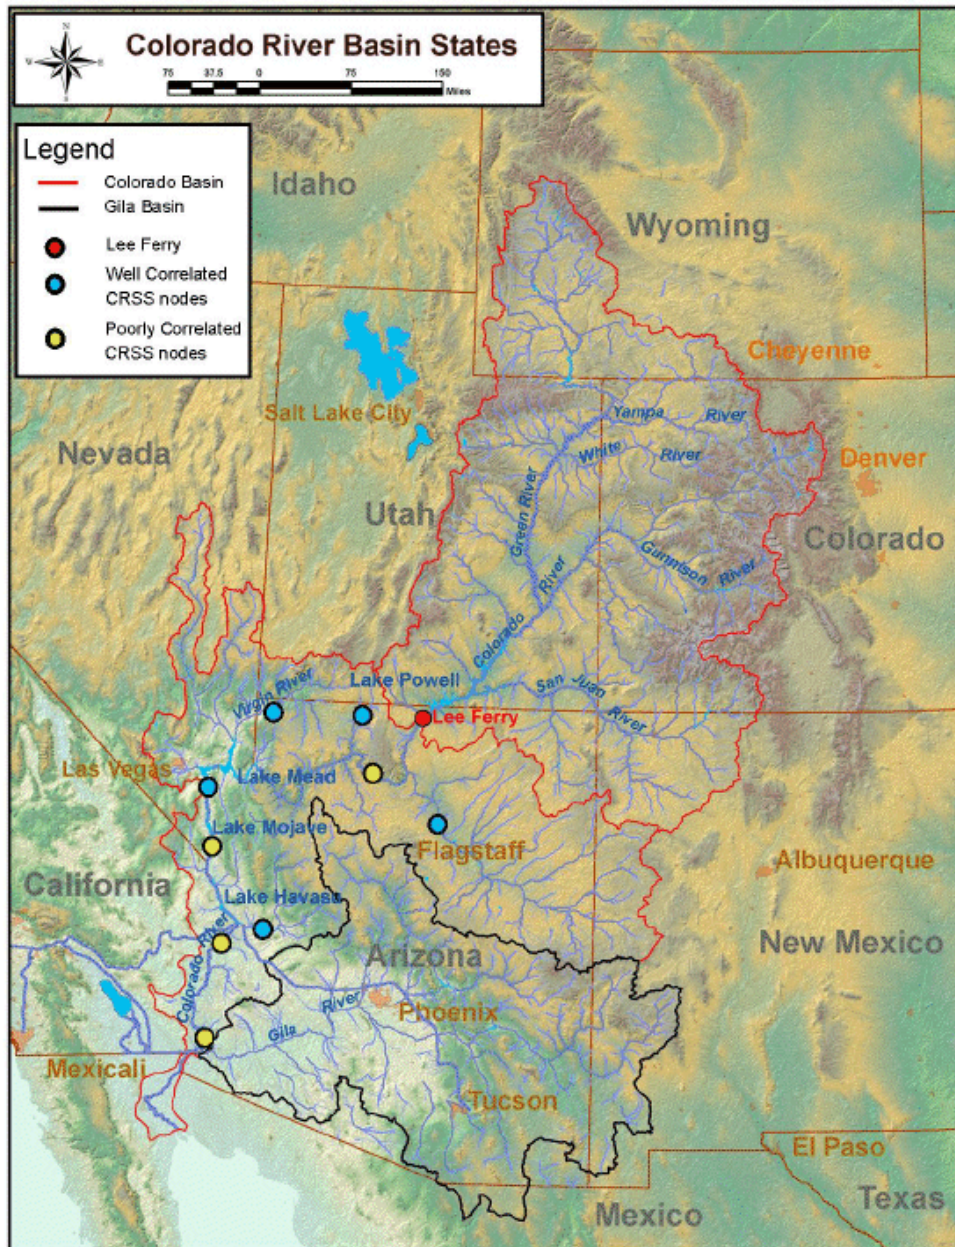 Colorado River Basin States
N
W
E
S
75 37.5 0 75 150
Miles
Legend
Colorado Basin
Gila Basin
Lee Ferry
Well Correlated
CRSS nodes
Poorly Correlated
CRSS nodes
Idaho
Wyoming
Cheyenne
Salt Lake City
Yampa River
White River
Nevada
Denver
Utah
Green River
Colorado
Gunnison River
Colorado River
Lake Powell
San Juan River
Virgin River
Lee Ferry
Las Vegas
Lake Mead
Lake Mojave
Flagstaff
Albuquerque
California
Lake Havasu
Colorado River
Arizona
New Mexico
Gila River
Phoenix
Mexicali
Tucson
El Paso
Mexico
Texas